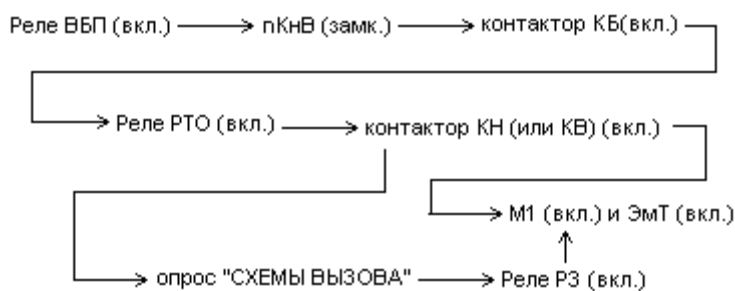 Реле ВБП (вкл.) пКнВ (замк.) контактор КБ(вкл.)
Реле РТО (вкл.) контактор КН (или КВ) (вкл.)
М1 (вкл.) и ЭмТ (вкл.)
опрос "СХЕМЫ ВЫЗОВА" Реле РЗ (вкл.)